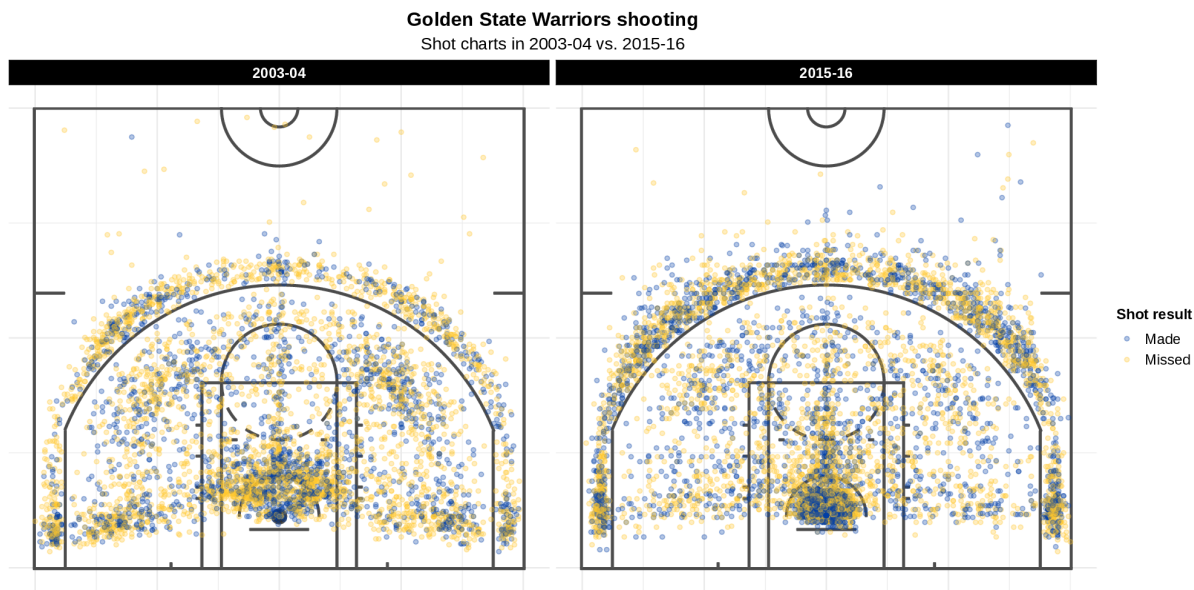 Golden State Warriors shooting
Shot charts in 2003-04 vs. 2015-16
2003-04
2015-16
Shot result
Made
Missed